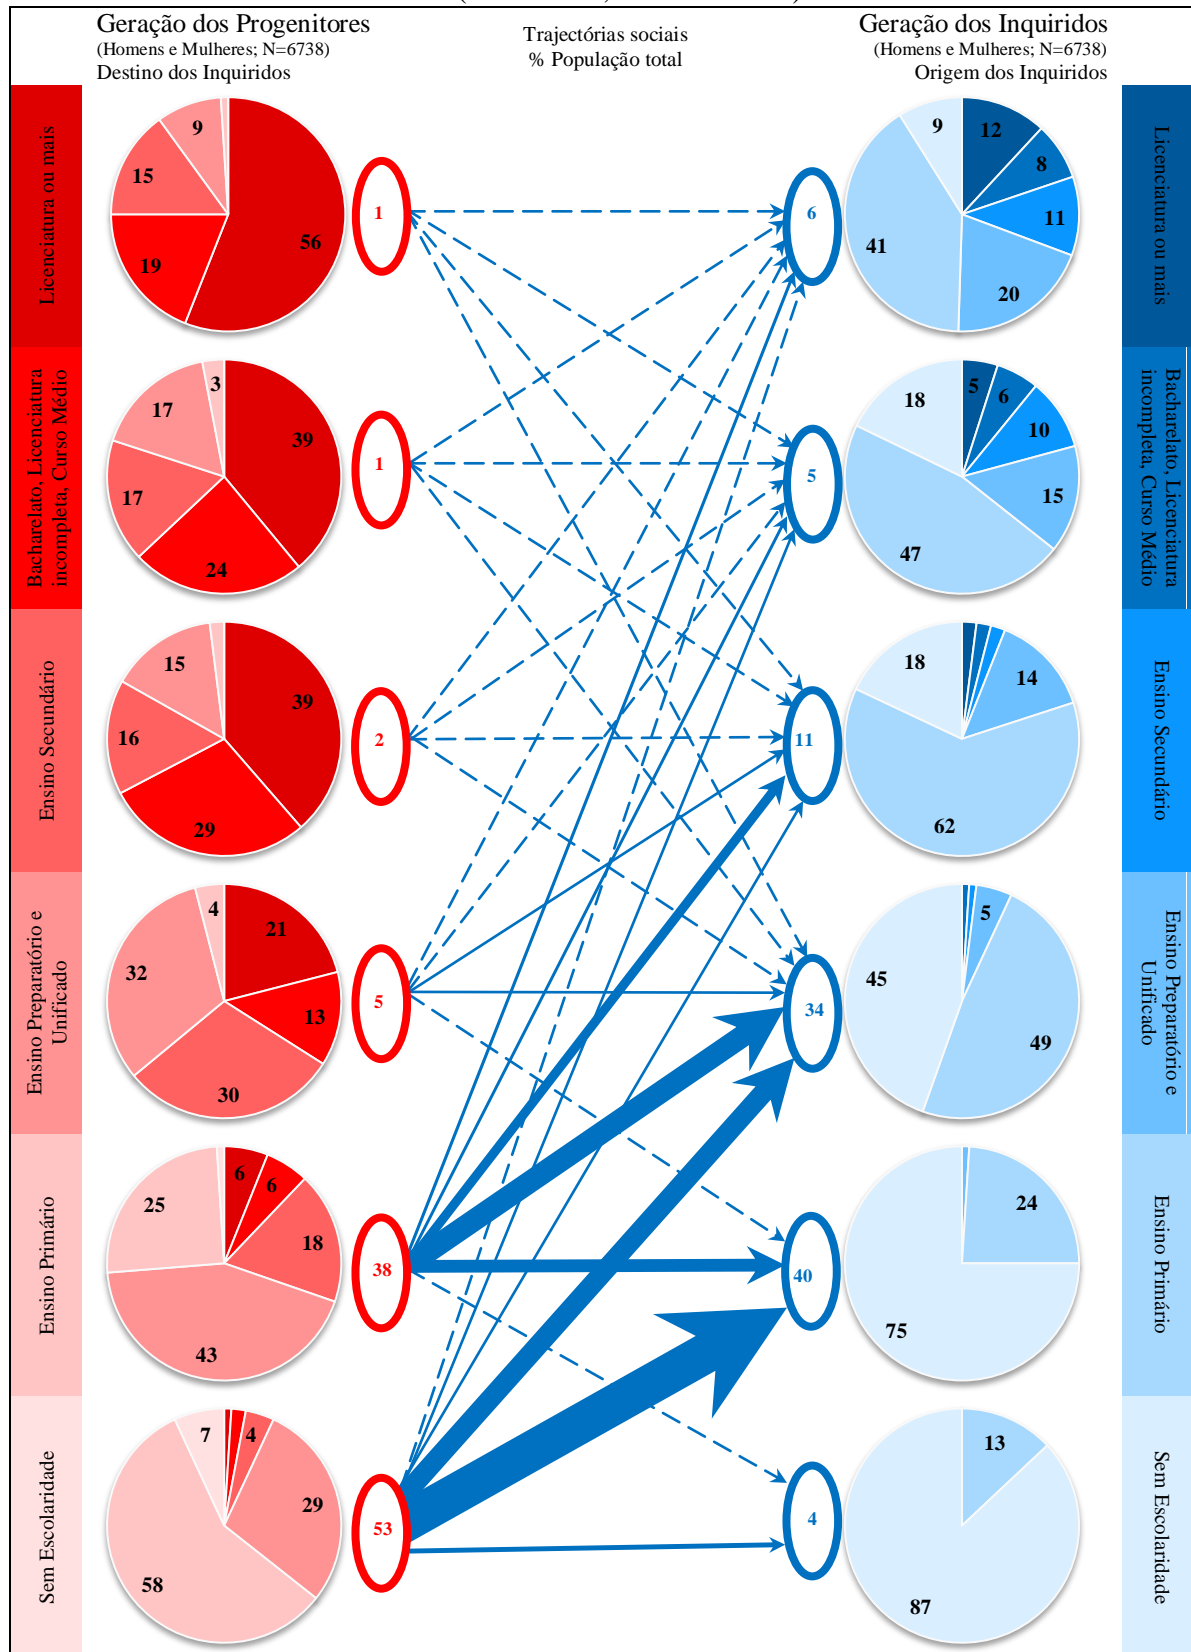 Geração dos Progenitores
(Homens e Mulheres; N=6738)
Destino dos Inquiridos
Trajectórias sociais
% População total
Geração dos Inquiridos
(Homens e Mulheres; N=6738)
Origem dos Inquiridos
Licenciatura ou mais
9
15
19
56
1
6
9
12
8
11
20
41
Licenciatura ou mais
Bacharelato, Licenciatura
incompleta, Curso Médio
3
17
17
24
39
1
5
18
5
6
10
15
47
Bacharelato, Licenciatura
incompleta, Curso Médio
Ensino Secundário
15
16
29
39
2
11
18
14
62
Ensino Secundário
Ensino Preparatório e
Unificado
4
32
30
13
21
5
34
5
45
49
Ensino Preparatório e
Unificado
Ensino Primário
6
6
25
18
43
38
40
24
75
Ensino Primário
Sem Escolaridade
7
4
29
58
53
4
13
87
Sem Escolaridade